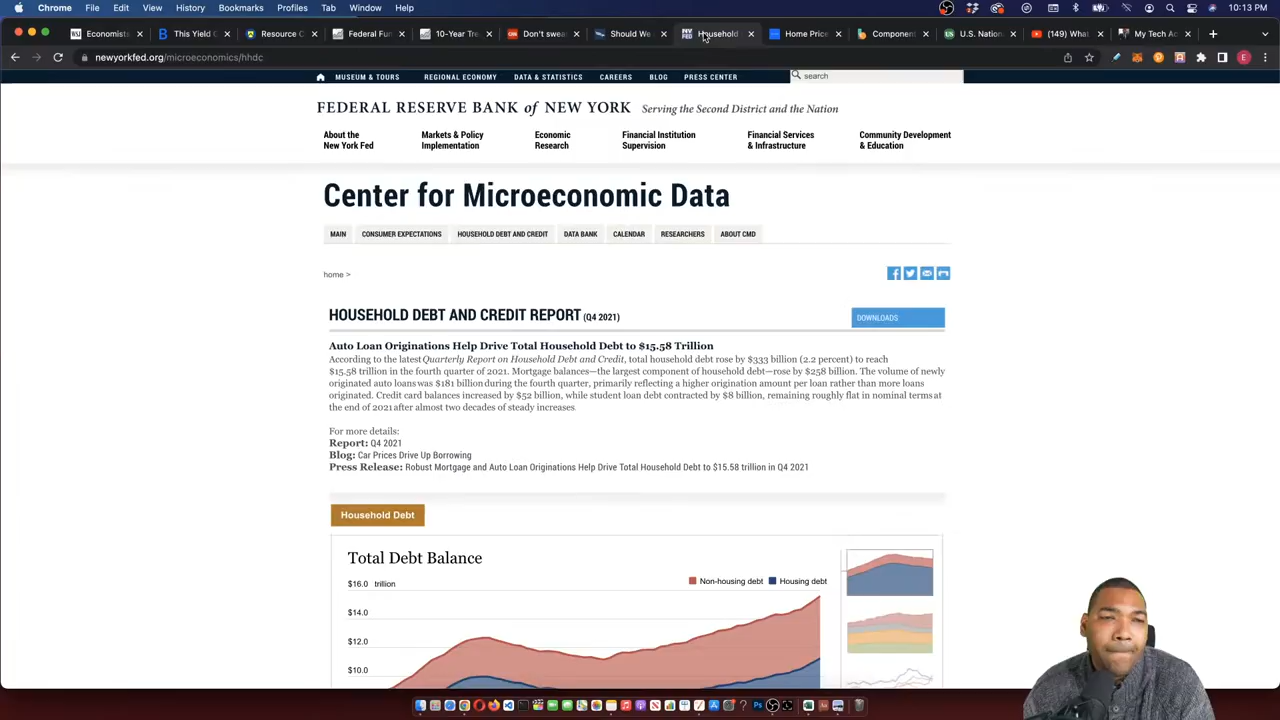 Chrome File Edit View History Bookmarks Profiles Tab Window Help 10:13 PM
Economists This Yield C Resource C Federal Fun 10-Year Tre Don't swea Should We Household Home Price Component U.S. Nation (149) What My Tech Ac
newyorkfed.org/microeconomics/hhdc
MUSEUM & TOURS REGIONAL ECONOMY DATA & STATISTICS CAREERS BLOG PRESS CENTER search
FEDERAL RESERVE BANK of NEW YORK Serving the Second District and the Nation
About the Markets & Policy Economic Financial Institution Financial Services Community Development
New York Fed Implementation Research Supervision & Infrastructure & Education
Center for Microeconomic Data
MAIN CONSUMER EXPECTATIONS HOUSEHOLD DEBT AND CREDIT DATA BANK CALENDAR RESEARCHERS ABOUT CMD
home >
HOUSEHOLD DEBT AND CREDIT REPORT (Q4 2021) DOWNLOADS
Auto Loan Originations Help Drive Total Household Debt to $15.58 Trillion
According to the latest Quarterly Report on Household Debt and Credit, total household debt rose by $333 billion (2.2 percent) to reach
$15.58 trillion in the fourth quarter of 2021. Mortgage balances—the largest component of household debt—rose by $258 billion. The volume of newly
originated auto loans was $181 billion during the fourth quarter, primarily reflecting a higher origination amount per loan rather than more loans
originated. Credit card balances increased by $52 billion, while student loan debt contracted by $8 billion, remaining roughly flat in nominal terms at
the end of 2021 after almost two decades of steady increases.
For more details:
Report: Q4 2021
Blog: Car Prices Drive Up Borrowing
Press Release: Robust Mortgage and Auto Loan Originations Help Drive Total Household Debt to $15.58 trillion in Q4 2021
Household Debt
Total Debt Balance
$16.0 trillion Non-housing debt Housing debt
$14.0
$12.0
$10.0